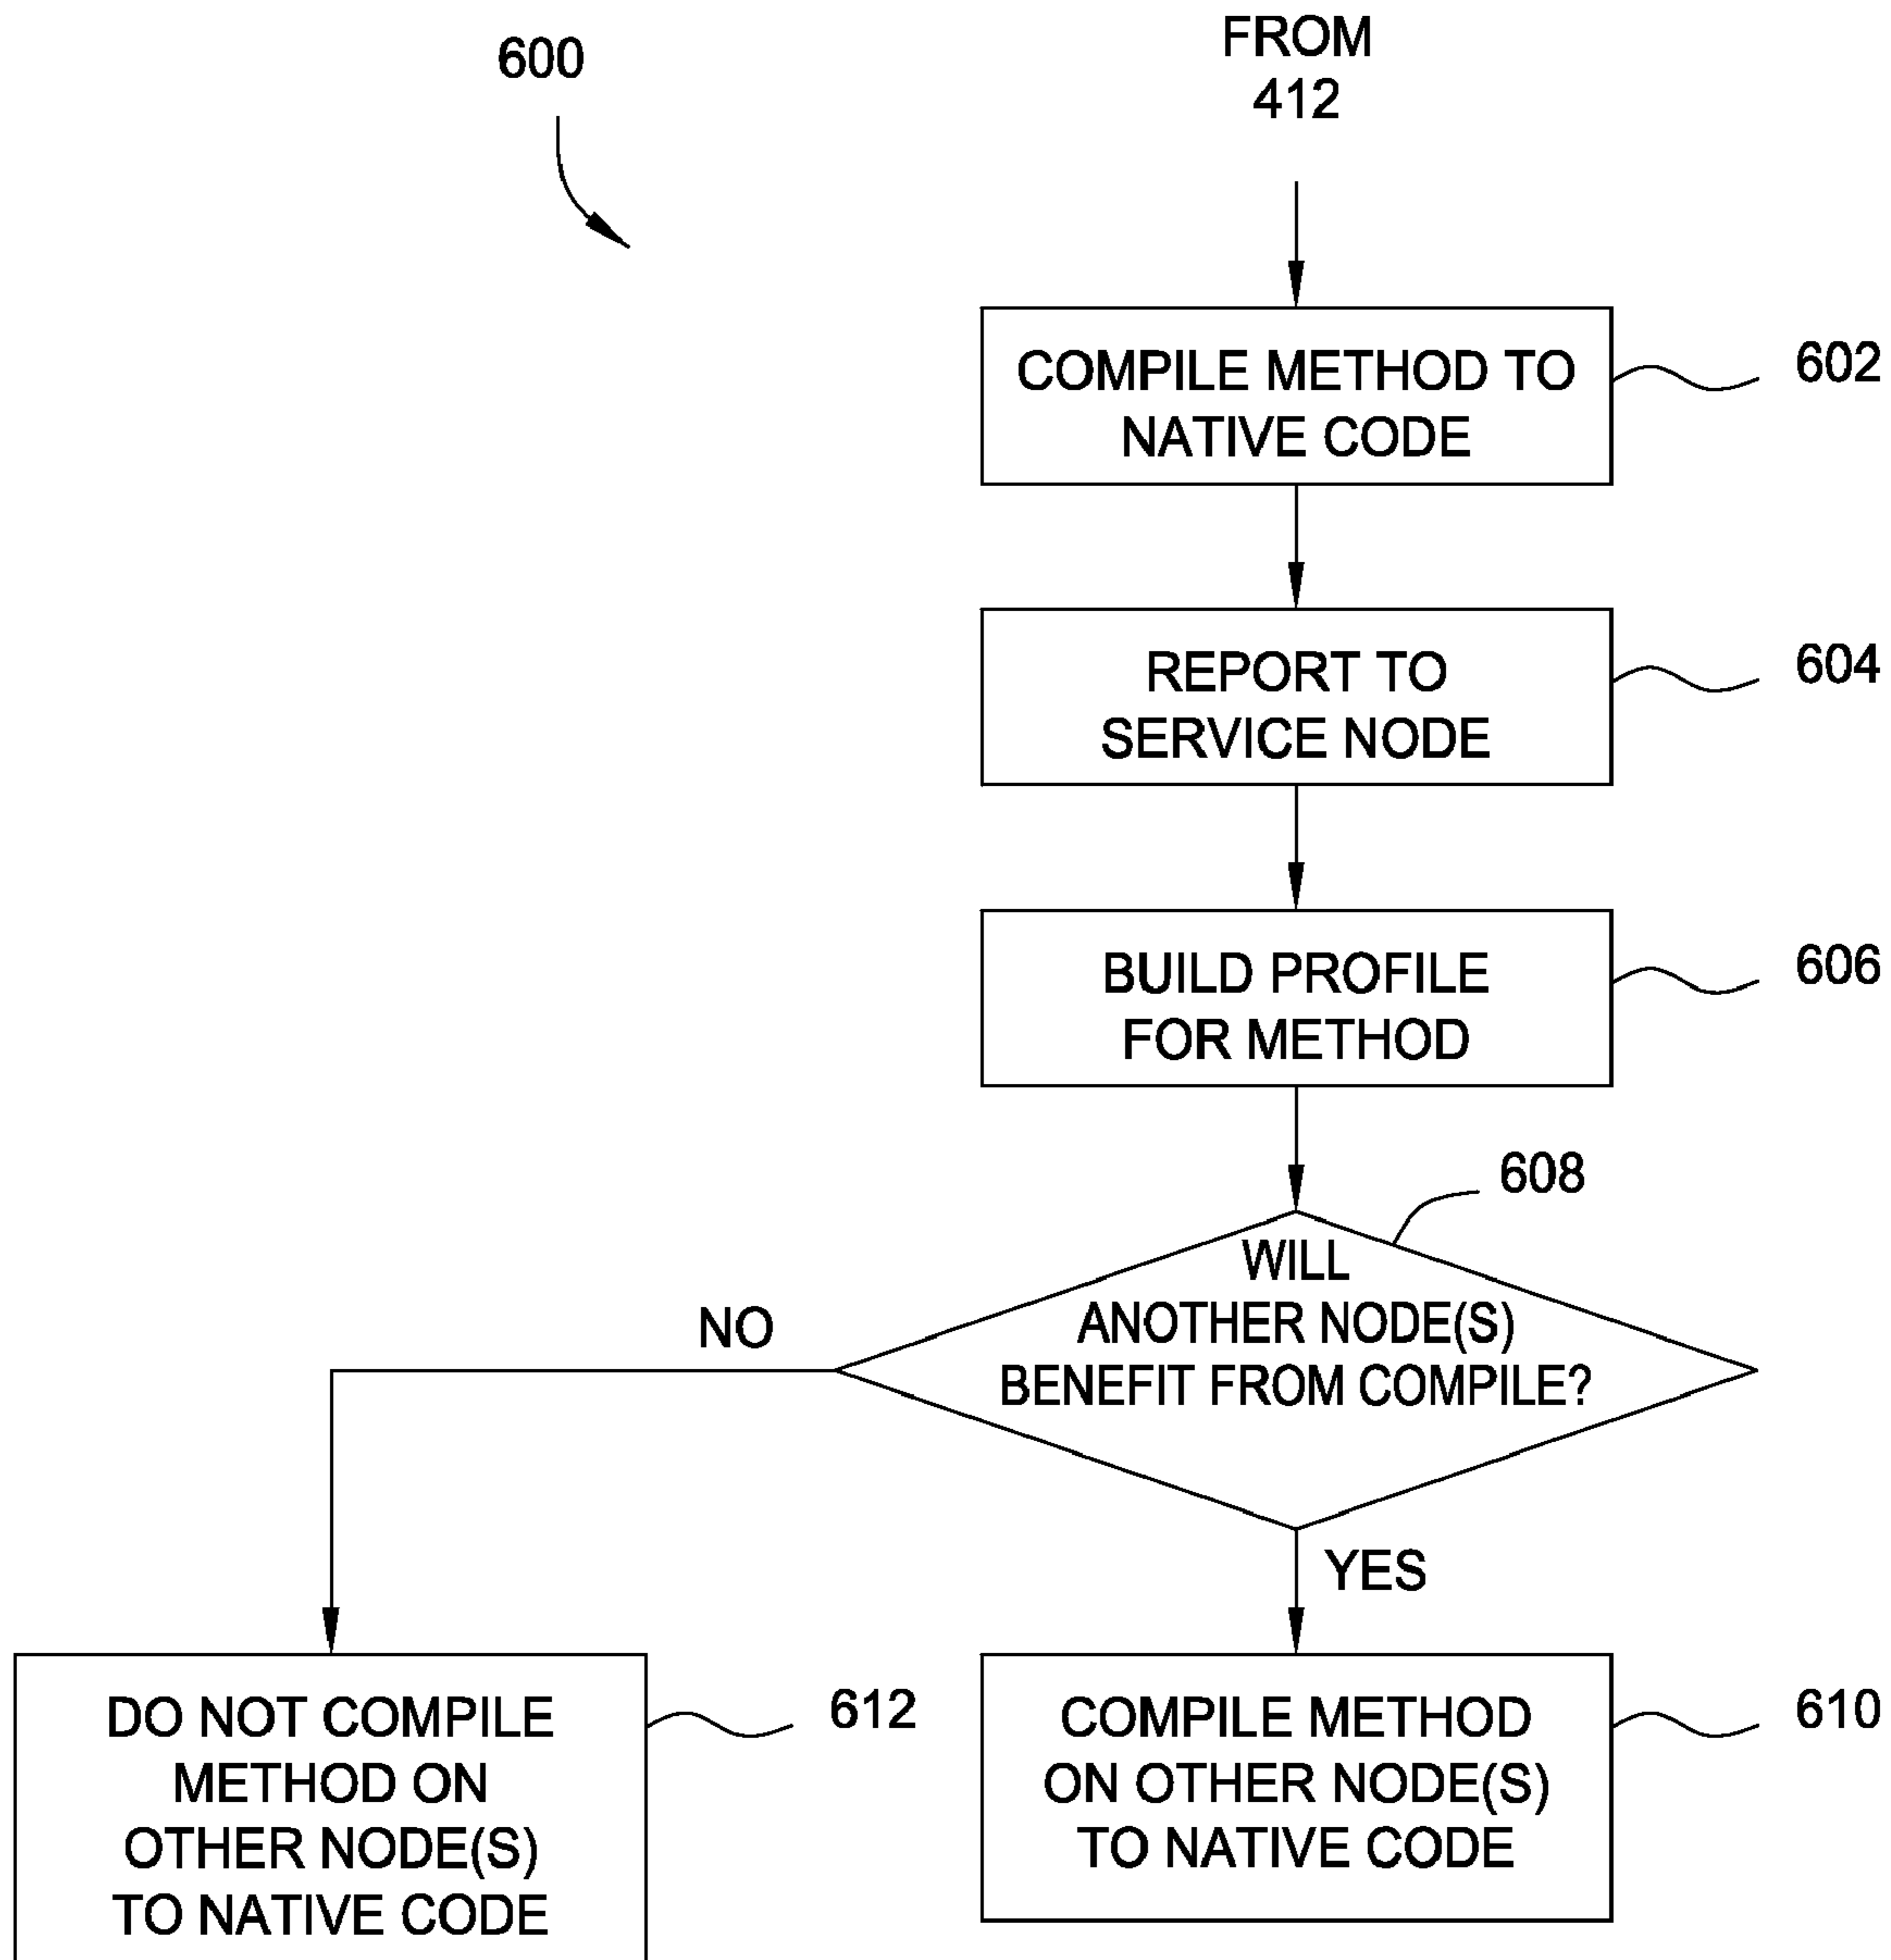 600
FROM
412
COMPILE METHOD TO
NATIVE CODE
602
REPORT TO
SERVICE NODE
604
BUILD PROFILE
FOR METHOD
606
608
WILL
ANOTHER NODE(S)
BENEFIT FROM COMPILE?
NO
YES
DO NOT COMPILE
METHOD ON
OTHER NODE(S)
TO NATIVE CODE
612
COMPILE METHOD
ON OTHER NODE(S)
TO NATIVE CODE
610